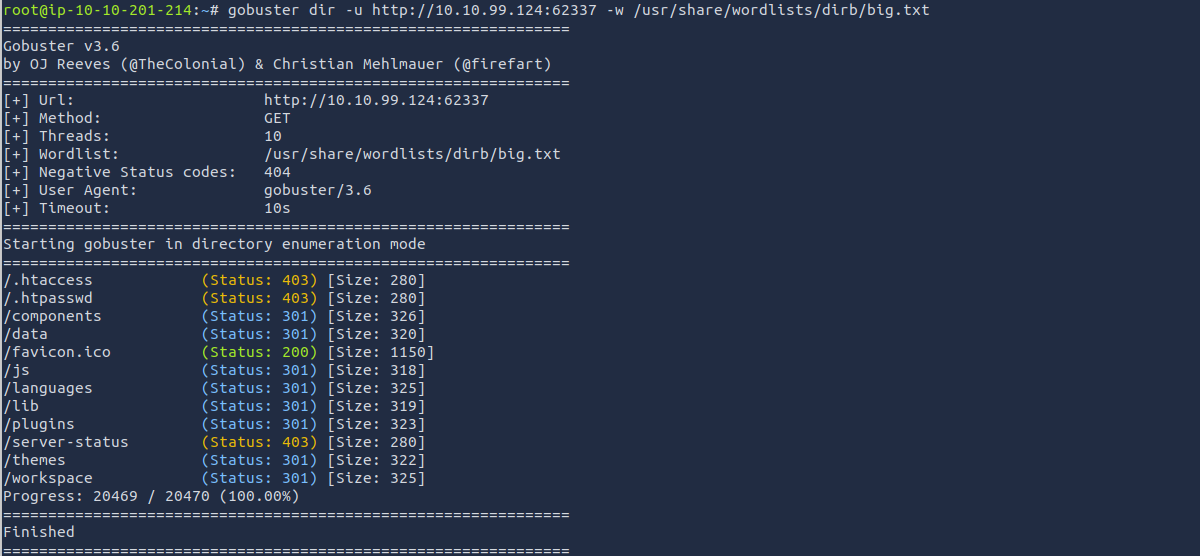 root@ip-10-10-201-214:~# gobuster dir -u http://10.10.99.124:62337 -w /usr/share/wordlists/dirb/big.txt
===============================================================
Gobuster v3.6
by OJ Reeves (@TheColonial) & Christian Mehlmauer (@firefart)
===============================================================
[+] Url:                     http://10.10.99.124:62337
[+] Method:                  GET
[+] Threads:                 10
[+] Wordlist:                /usr/share/wordlists/dirb/big.txt
[+] Negative Status codes:   404
[+] User Agent:              gobuster/3.6
[+] Timeout:                 10s
===============================================================
Starting gobuster in directory enumeration mode
===============================================================
/.htaccess            (Status: 403) [Size: 280]
/.htpasswd            (Status: 403) [Size: 280]
/components           (Status: 301) [Size: 326]
/data                 (Status: 301) [Size: 320]
/favicon.ico          (Status: 200) [Size: 1150]
/js                   (Status: 301) [Size: 318]
/languages            (Status: 301) [Size: 325]
/lib                  (Status: 301) [Size: 319]
/plugins              (Status: 301) [Size: 323]
/server-status        (Status: 403) [Size: 280]
/themes               (Status: 301) [Size: 322]
/workspace            (Status: 301) [Size: 325]
Progress: 20469 / 20470 (100.00%)
===============================================================
Finished
===============================================================